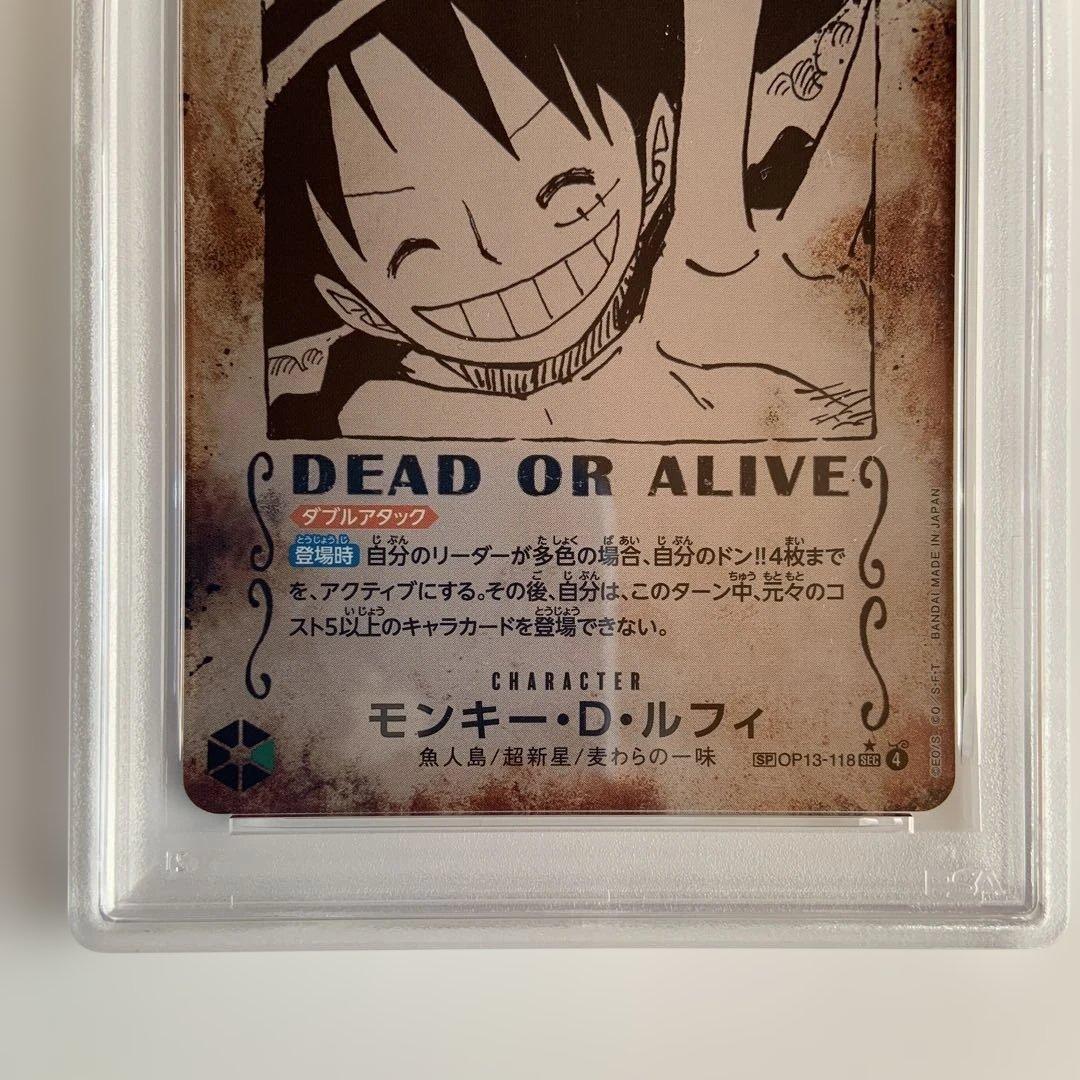 DEAD OR ALIVE
ダブルアタック
登場時 自分のリーダーが多色の場合、自分のドン!!4枚まで
を、アクティブにする。その後、自分は、このターン中、元々のコ
スト5以上のキャラカードを登場できない。
CHARACTER
モンキー・D・ルフィ
魚人島/超新星/麦わらの一味
SP OP13-118 SEC ★ 4
©EO/S ©O S・F・T : BANDAI MADE IN JAPAN
PSA